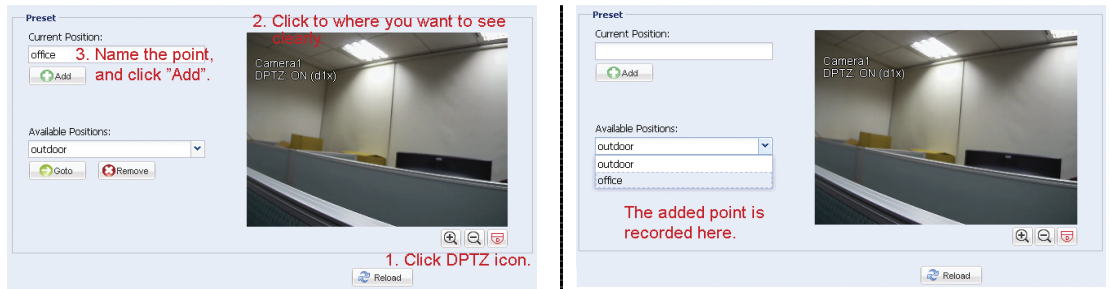 Preset
2. Click to where you want to see
clearly.
Current Position:
office
3. Name the point,
and click "Add".
Add
Camera1
DPTZ: ON (d1x)
Available Positions:
outdoor
Goto
Remove
1. Click DPTZ icon.
Reload
Preset
Current Position:
Add
Camera1
DPTZ: ON (d1x)
Available Positions:
outdoor
outdoor
office
The added point is
recorded here.
Reload